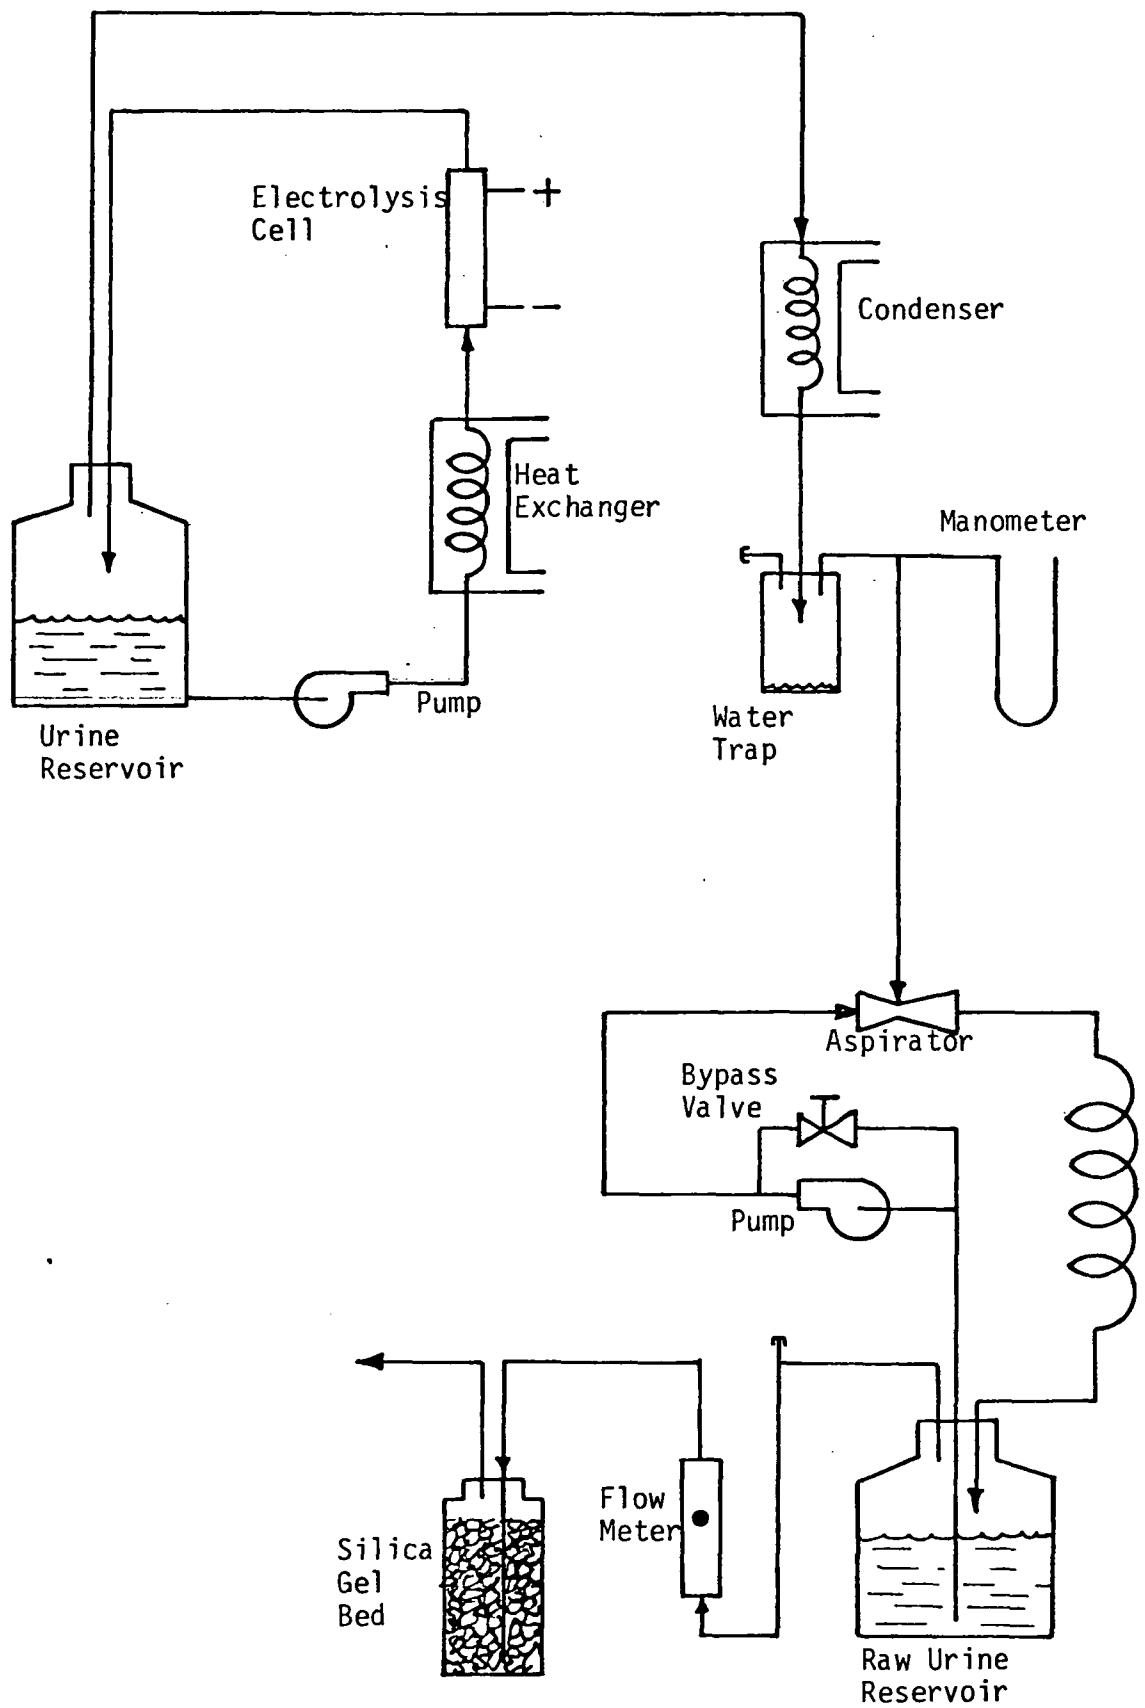 Electrolysis
Cell
+
−
Condenser
Heat
Exchanger
Manometer
Pump
Water
Trap
Urine
Reservoir
Aspirator
Bypass
Valve
Pump
Flow
Meter
Silica
Gel
Bed
Raw Urine
Reservoir